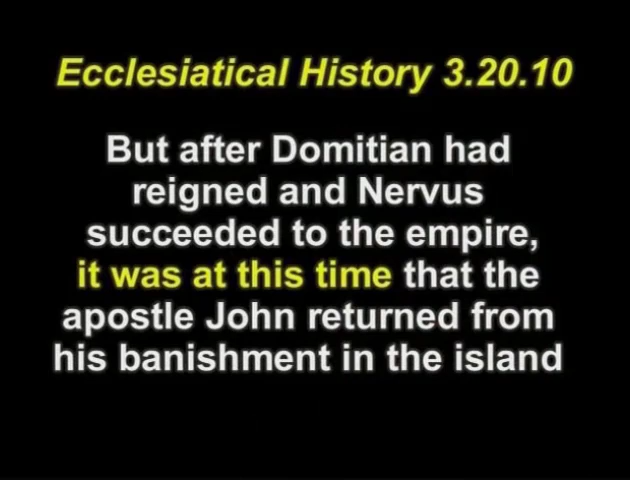 Ecclesiatical History 3.20.10
But after Domitian had
reigned and Nervus
succeeded to the empire,
it was at this time that the
apostle John returned from
his banishment in the island